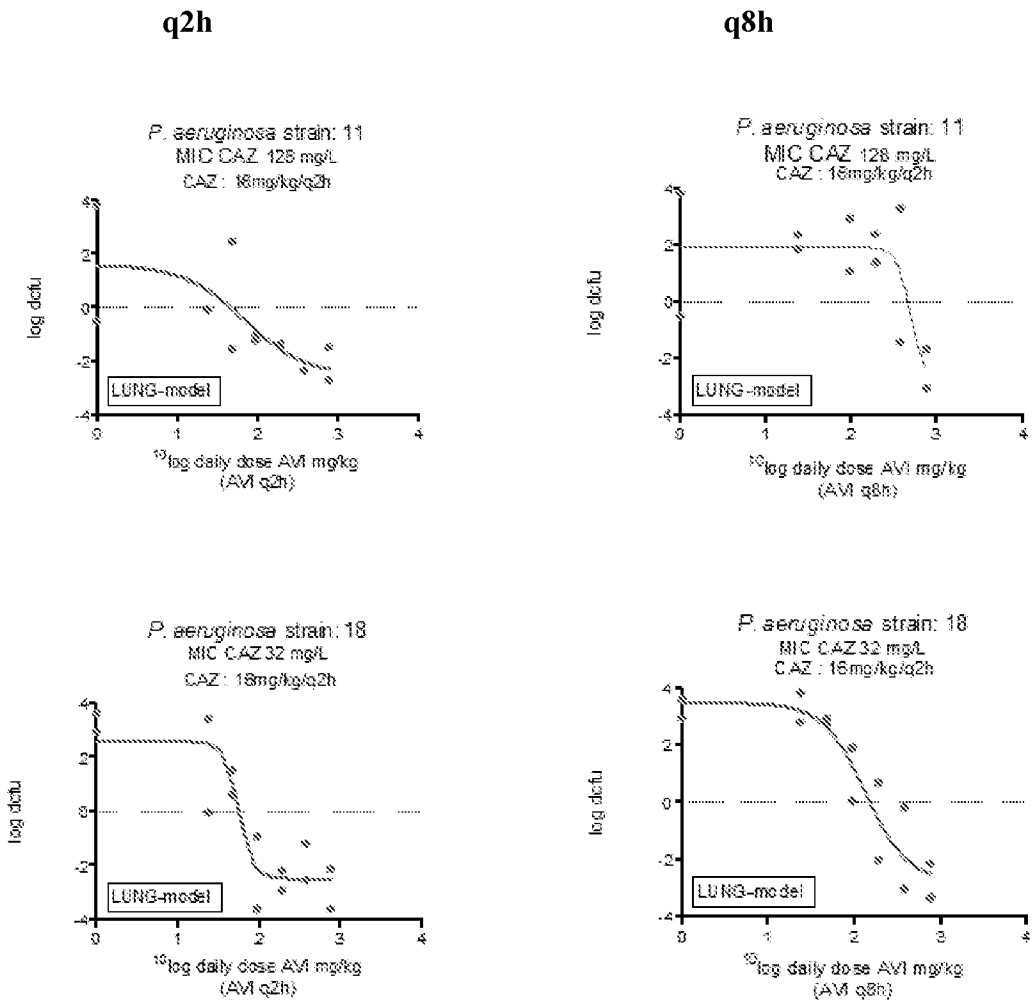 q2h
q8h
P. aeruginosa strain: 11
MIC CAZ 128 mg/L
CAZ : 16mg/kg/q2h
4
2
0
-2
-4
log dcfu
LUNG-model
0 1 2 3 4
10log daily dose AVI mg/kg
(AVI q2h)
P. aeruginosa strain: 11
MIC CAZ 128 mg/L
CAZ : 16mg/kg/q2h
4
2
0
-2
-4
log dcfu
LUNG-model
0 1 2 3 4
10log daily dose AVI mg/kg
(AVI q8h)
P. aeruginosa strain: 18
MIC CAZ 32 mg/L
CAZ : 16mg/kg/q2h
4
2
0
-2
-4
log dcfu
LUNG-model
0 1 2 3 4
10log daily dose AVI mg/kg
(AVI q2h)
P. aeruginosa strain: 18
MIC CAZ 32 mg/L
CAZ : 16mg/kg/q2h
4
2
0
-2
-4
log dcfu
LUNG-model
0 1 2 3 4
10log daily dose AVI mg/kg
(AVI q8h)